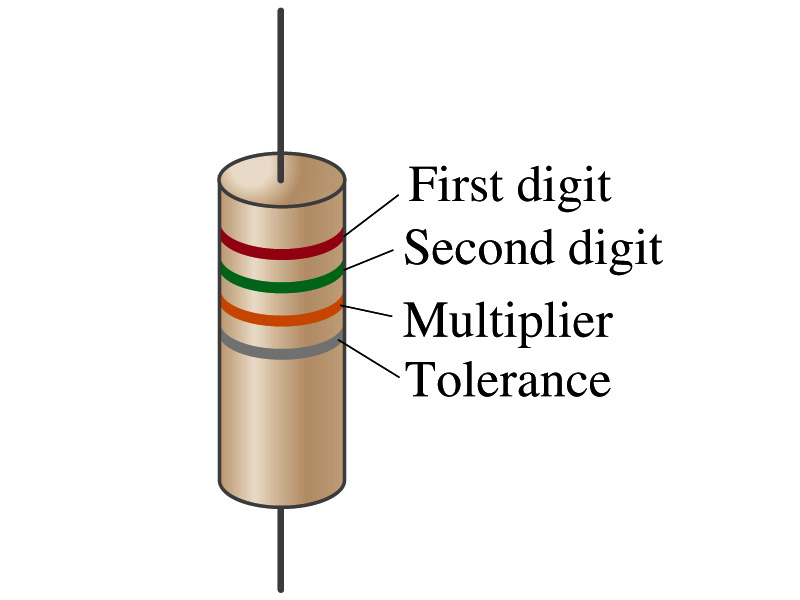 First digit
Second digit
Multiplier
Tolerance